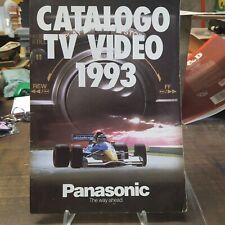 CATALOGO
TV VIDEO
1993
REW
FF
Panasonic
The way ahead.